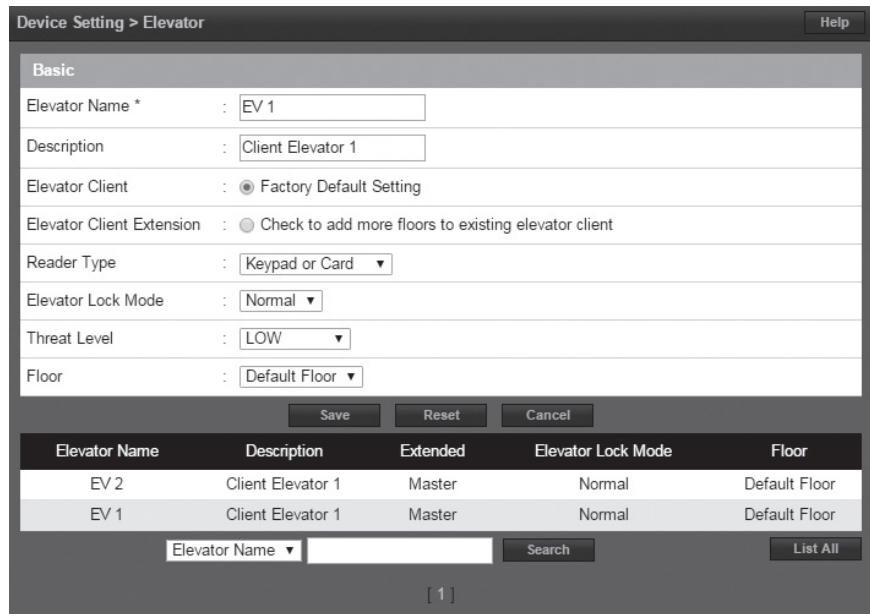 Device Setting > Elevator Help
Basic
Elevator Name * : EV 1
Description : Client Elevator 1
Elevator Client : Factory Default Setting
Elevator Client Extension : Check to add more floors to existing elevator client
Reader Type : Keypad or Card ▼
Elevator Lock Mode : Normal ▼
Threat Level : LOW ▼
Floor : Default Floor ▼
Save Reset Cancel
Elevator Name Description Extended Elevator Lock Mode Floor
EV 2 Client Elevator 1 Master Normal Default Floor
EV 1 Client Elevator 1 Master Normal Default Floor
Elevator Name ▼ Search List All
[ 1 ]